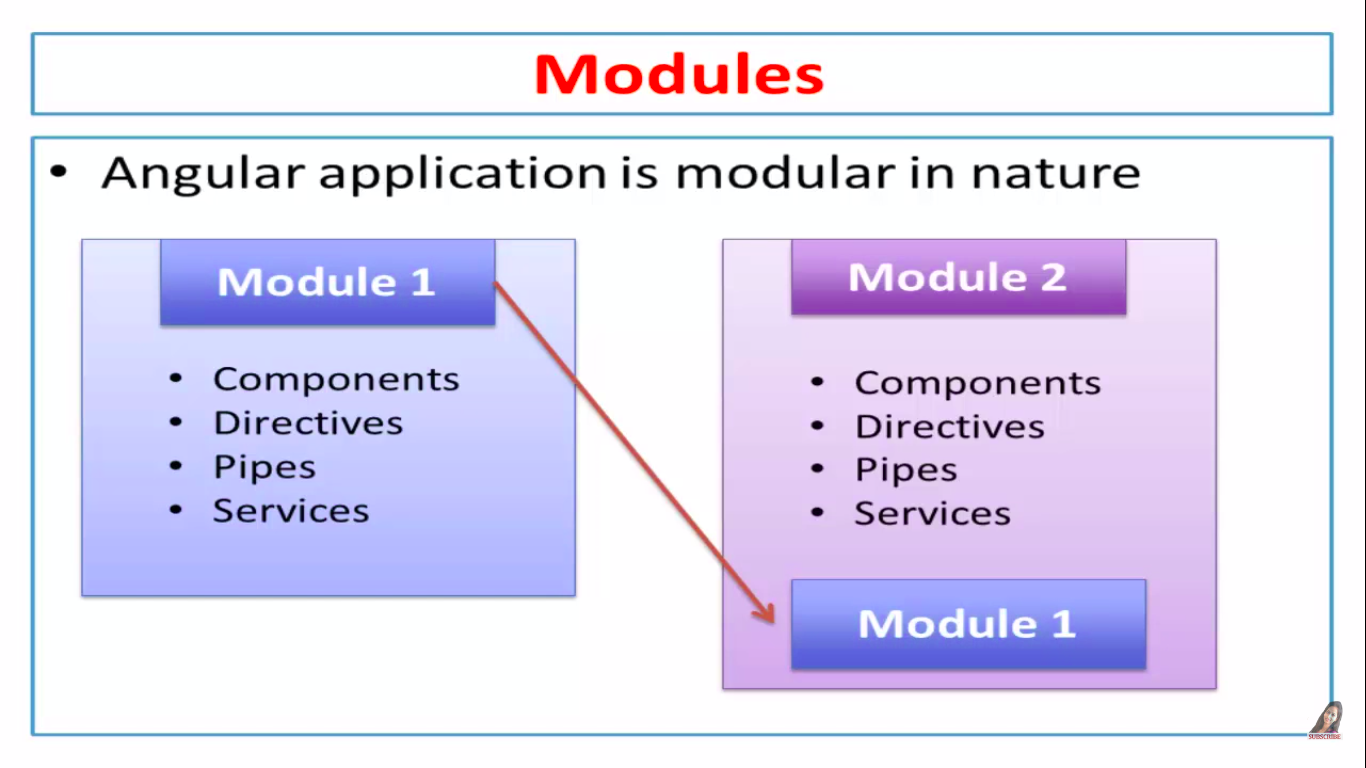 Modules
• Angular application is modular in nature
Module 1
• Components
• Directives
• Pipes
• Services
Module 2
• Components
• Directives
• Pipes
• Services
Module 1
SUBSCRIBE